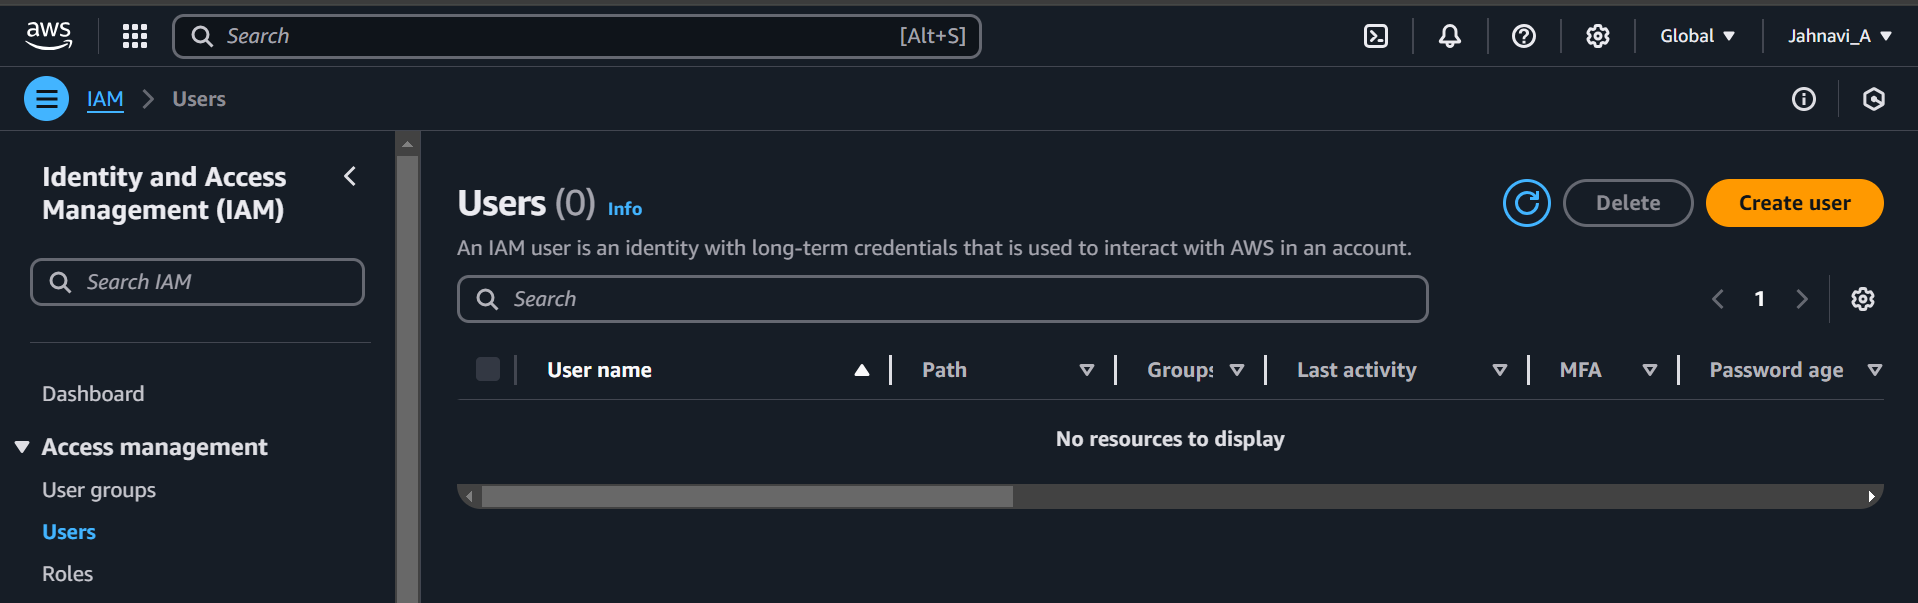 aws
Search [Alt+S]
Global
Jahnavi_A
IAM > Users
Identity and Access
Management (IAM)
Search IAM
Dashboard
Access management
User groups
Users
Roles
Users (0) Info
Delete
Create user
An IAM user is an identity with long-term credentials that is used to interact with AWS in an account.
Search
1
User name Path Groups Last activity MFA Password age
No resources to display